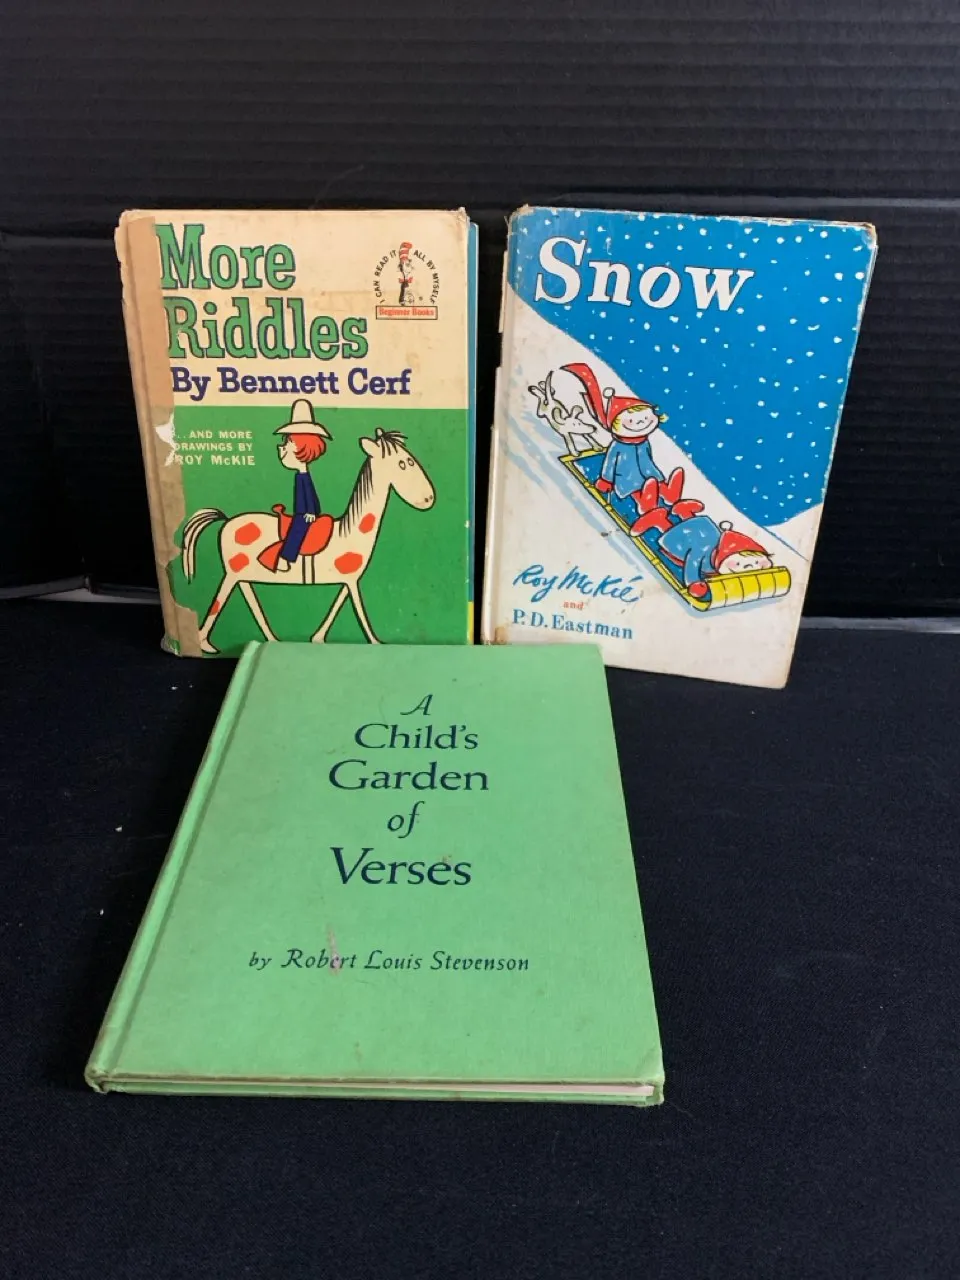 More
Riddles
By Bennett Cerf
I CAN READ IT ALL BY MYSELF
Beginner Books
...AND MORE
DRAWINGS BY
ROY McKIE
Snow
Roy McKié
and
P.D. Eastman
A
Child's
Garden
of
Verses
by Robert Louis Stevenson